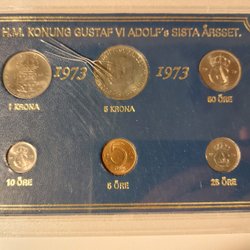 H.M. KONUNG GUSTAF VI ADOLF's SISTA ÅRSSET.
1973 1973
1 KRONA 5 KRONA 50 ÖRE
5
10 ÖRE 5 ÖRE 25 ÖRE